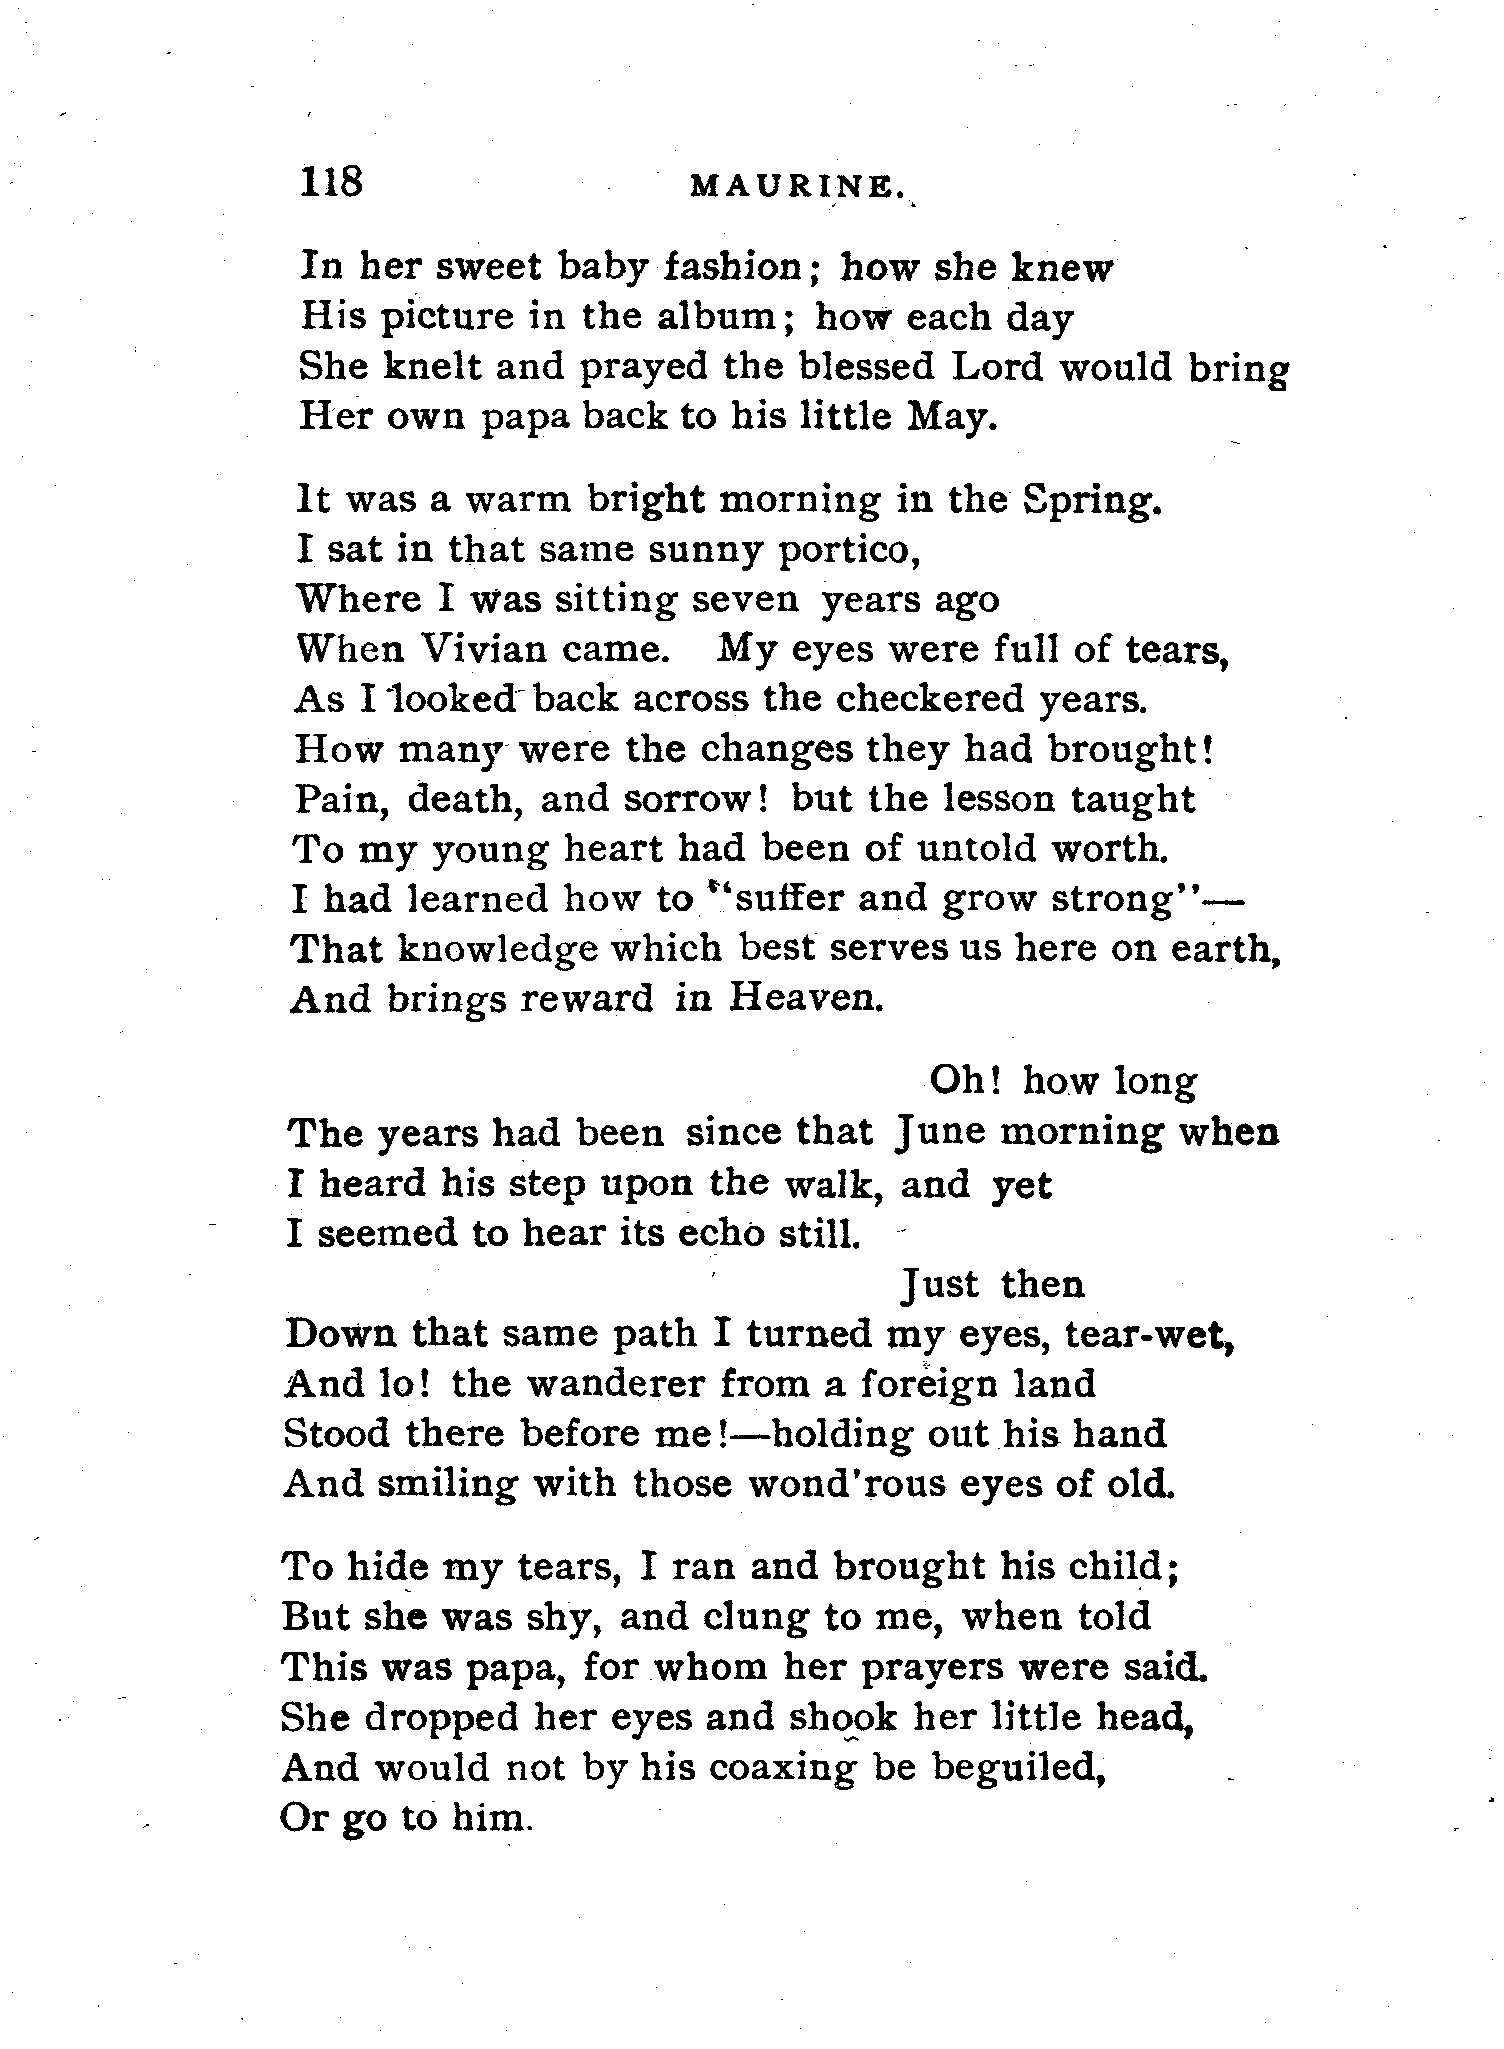 118 MAURINE.
In her sweet baby fashion; how she knew
His picture in the album; how each day
She knelt and prayed the blessed Lord would bring
Her own papa back to his little May.
It was a warm bright morning in the Spring.
I sat in that same sunny portico,
Where I was sitting seven years ago
When Vivian came. My eyes were full of tears,
As I looked back across the checkered years.
How many were the changes they had brought!
Pain, death, and sorrow! but the lesson taught
To my young heart had been of untold worth.
I had learned how to "suffer and grow strong"—
That knowledge which best serves us here on earth,
And brings reward in Heaven.
Oh! how long
The years had been since that June morning when
I heard his step upon the walk, and yet
I seemed to hear its echo still.
Just then
Down that same path I turned my eyes, tear-wet,
And lo! the wanderer from a foreign land
Stood there before me!—holding out his hand
And smiling with those wond'rous eyes of old.
To hide my tears, I ran and brought his child;
But she was shy, and clung to me, when told
This was papa, for whom her prayers were said.
She dropped her eyes and shook her little head,
And would not by his coaxing be beguiled,
Or go to him.